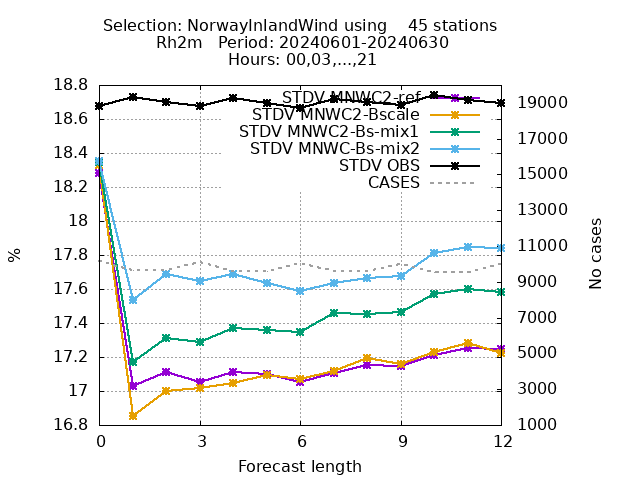 Selection: NorwayInlandWind using    45 stations
Rh2m   Period: 20240601-20240630
Hours: 00,03,...,21
STDV MNWC2-ref
STDV MNWC2-Bscale
STDV MNWC2-Bs-mix1
STDV MNWC-Bs-mix2
STDV OBS
CASES
18.8
18.6
18.4
18.2
18
17.8
17.6
17.4
17.2
17
16.8
%
19000
17000
15000
13000
11000
9000
7000
5000
3000
1000
No cases
0 3 6 9 12
Forecast length